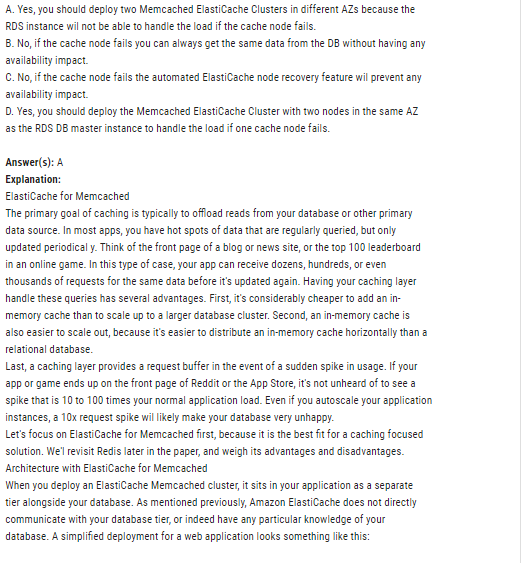 A. Yes, you should deploy two Memcached ElastiCache Clusters in different AZs because the
RDS instance wil not be able to handle the load if the cache node fails.
B. No, if the cache node fails you can always get the same data from the DB without having any
availability impact.
C. No, if the cache node fails the automated ElastiCache node recovery feature wil prevent any
availability impact.
D. Yes, you should deploy the Memcached ElastiCache Cluster with two nodes in the same AZ
as the RDS DB master instance to handle the load if one cache node fails.
Answer(s): A
Explanation:
ElastiCache for Memcached
The primary goal of caching is typically to offload reads from your database or other primary
data source. In most apps, you have hot spots of data that are regularly queried, but only
updated periodical y. Think of the front page of a blog or news site, or the top 100 leaderboard
in an online game. In this type of case, your app can receive dozens, hundreds, or even
thousands of requests for the same data before it's updated again. Having your caching layer
handle these queries has several advantages. First, it's considerably cheaper to add an in-
memory cache than to scale up to a larger database cluster. Second, an in-memory cache is
also easier to scale out, because it's easier to distribute an in-memory cache horizontally than a
relational database.
Last, a caching layer provides a request buffer in the event of a sudden spike in usage. If your
app or game ends up on the front page of Reddit or the App Store, it's not unheard of to see a
spike that is 10 to 100 times your normal application load. Even if you autoscale your application
instances, a 10x request spike wil likely make your database very unhappy.
Let's focus on ElastiCache for Memcached first, because it is the best fit for a caching focused
solution. We'l revisit Redis later in the paper, and weigh its advantages and disadvantages.
Architecture with ElastiCache for Memcached
When you deploy an ElastiCache Memcached cluster, it sits in your application as a separate
tier alongside your database. As mentioned previously, Amazon ElastiCache does not directly
communicate with your database tier, or indeed have any particular knowledge of your
database. A simplified deployment for a web application looks something like this: